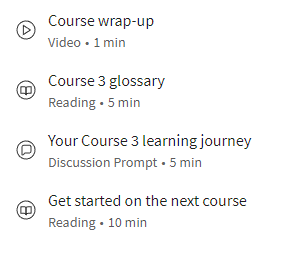 Course wrap-up
Video • 1 min
Course 3 glossary
Reading • 5 min
Your Course 3 learning journey
Discussion Prompt • 5 min
Get started on the next course
Reading • 10 min